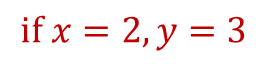 if x = 2, y = 3